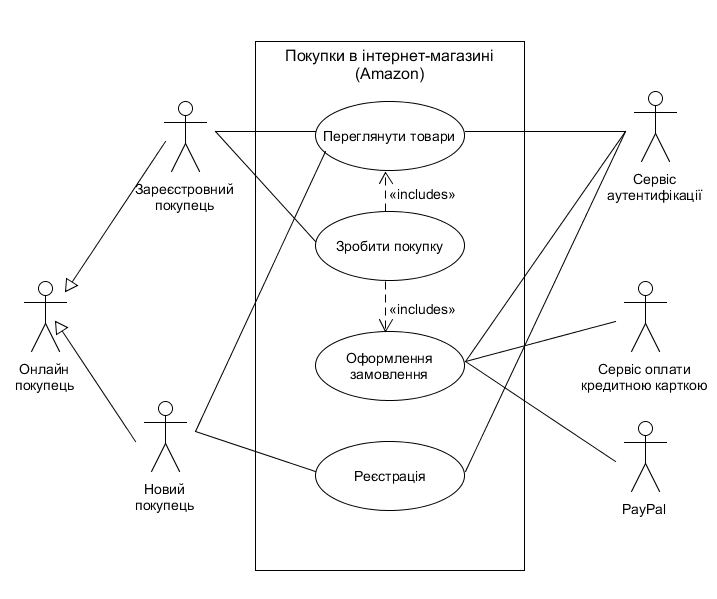 Покупки в інтернет-магазині
(Amazon)
Переглянути товари
Зареєстровний
покупець
Сервіс
аутентифікації
«includes»
Зробити покупку
«includes»
Онлайн
покупець
Оформлення
замовлення
Сервіс оплати
кредитною карткою
Новий
покупець
Реєстрація
PayPal